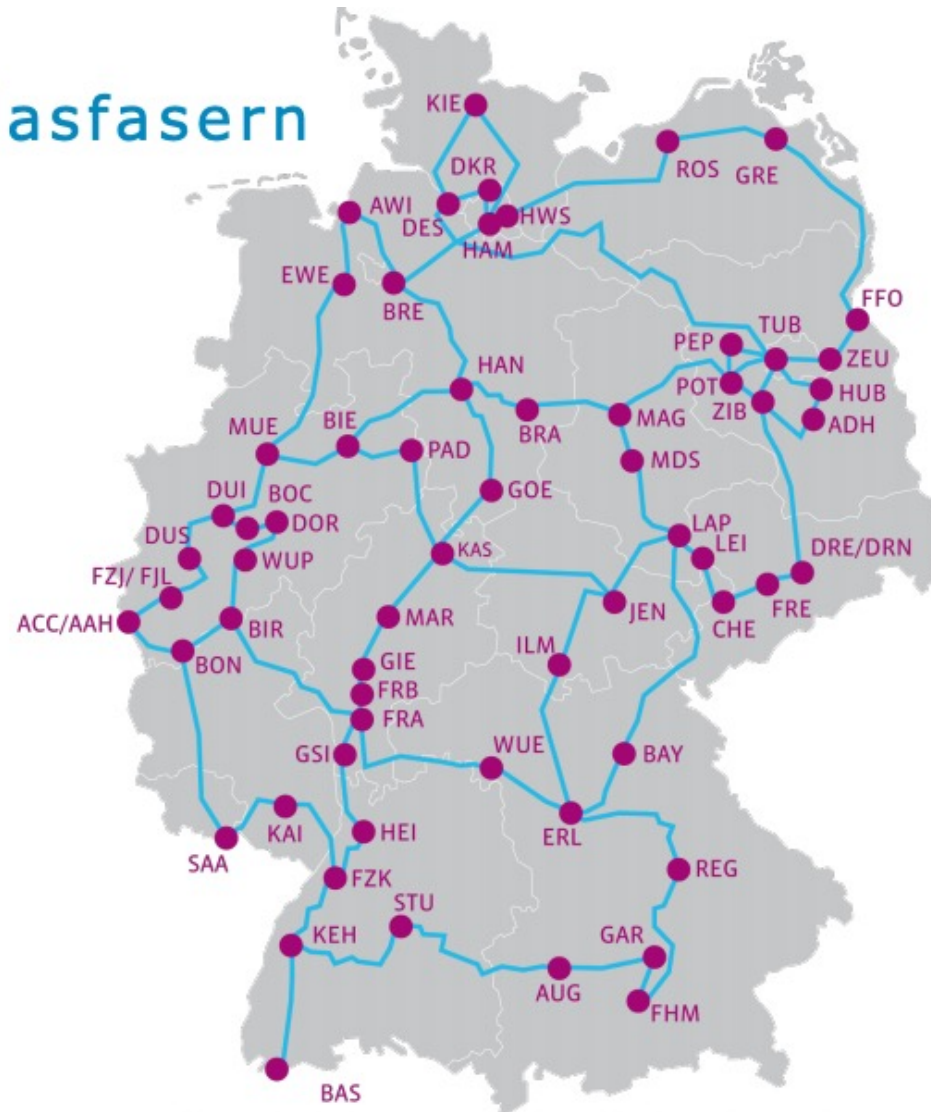 asfasern
KIE
DKR
ROS
GRE
AWI
DES
HWS
HAM
EWE
BRE
FFO
TUB
PEP
ZEU
HAN
POT
HUB
ZIB
ADH
BIE
MAG
BRA
MUE
PAD
MDS
DUI
BOC
GOE
DOR
LAP
DUS
KAS
LEI
WUP
DRE/DRN
FZJ/ FJL
FRE
ACC/AAH
BIR
MAR
JEN
CHE
ILM
BON
GIE
FRB
FRA
WUE
GSI
BAY
KAI
HEI
ERL
SAA
REG
FZK
STU
KEH
GAR
AUG
FHM
BAS